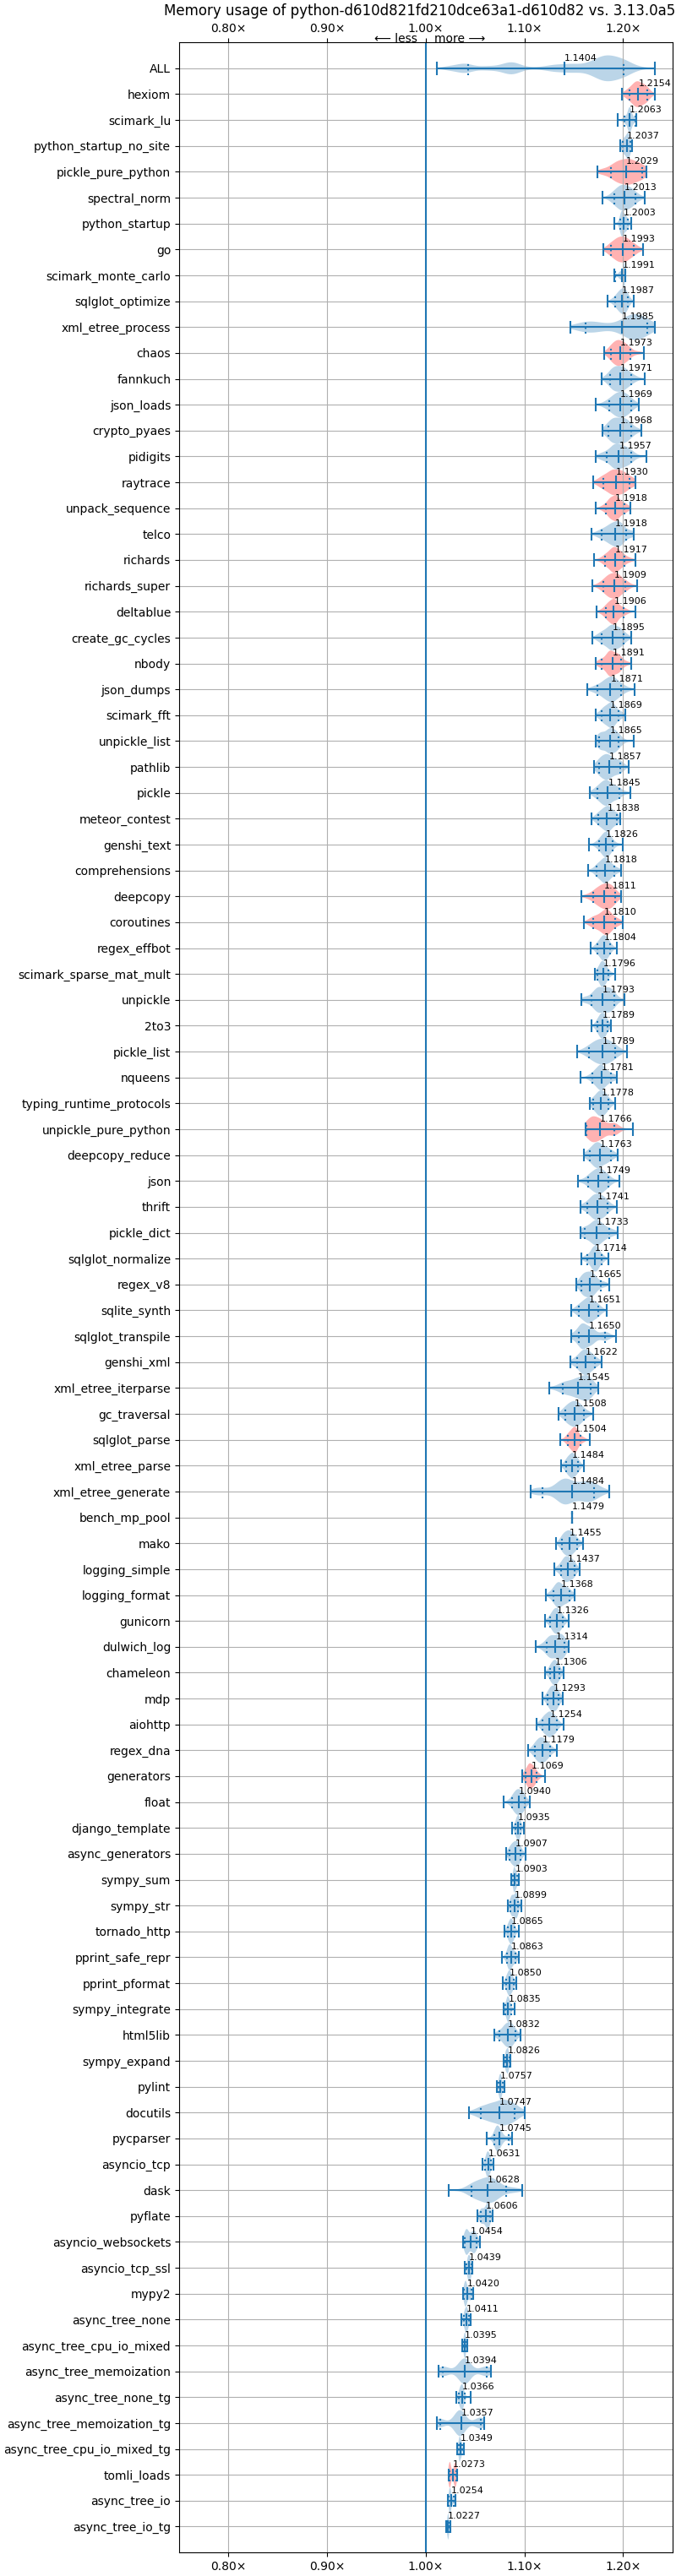 Memory usage of python-d610d821fd210dce63a1-d610d82 vs. 3.13.0a5
0.80× 0.90× 1.00× 1.10× 1.20×
⟵ less more ⟶
ALL 1.1404
hexiom 1.2154
scimark_lu 1.2063
python_startup_no_site 1.2037
pickle_pure_python 1.2029
spectral_norm 1.2013
python_startup 1.2003
go 1.1993
scimark_monte_carlo 1.1991
sqlglot_optimize 1.1987
xml_etree_process 1.1985
chaos 1.1973
fannkuch 1.1971
json_loads 1.1969
crypto_pyaes 1.1968
pidigits 1.1957
raytrace 1.1930
unpack_sequence 1.1918
telco 1.1918
richards 1.1917
richards_super 1.1909
deltablue 1.1906
create_gc_cycles 1.1895
nbody 1.1891
json_dumps 1.1871
scimark_fft 1.1869
unpickle_list 1.1865
pathlib 1.1857
pickle 1.1845
meteor_contest 1.1838
genshi_text 1.1826
comprehensions 1.1818
deepcopy 1.1811
coroutines 1.1810
regex_effbot 1.1804
scimark_sparse_mat_mult 1.1796
unpickle 1.1793
2to3 1.1789
pickle_list 1.1789
nqueens 1.1781
typing_runtime_protocols 1.1778
unpickle_pure_python 1.1766
deepcopy_reduce 1.1763
json 1.1749
thrift 1.1741
pickle_dict 1.1733
sqlglot_normalize 1.1714
regex_v8 1.1665
sqlite_synth 1.1651
sqlglot_transpile 1.1650
genshi_xml 1.1622
xml_etree_iterparse 1.1545
gc_traversal 1.1508
sqlglot_parse 1.1504
xml_etree_parse 1.1484
xml_etree_generate 1.1484
bench_mp_pool 1.1479
mako 1.1455
logging_simple 1.1437
logging_format 1.1368
gunicorn 1.1326
dulwich_log 1.1314
chameleon 1.1306
mdp 1.1293
aiohttp 1.1254
regex_dna 1.1179
generators 1.1069
float 1.0940
django_template 1.0935
async_generators 1.0907
sympy_sum 1.0903
sympy_str 1.0899
tornado_http 1.0865
pprint_safe_repr 1.0863
pprint_pformat 1.0850
sympy_integrate 1.0835
html5lib 1.0832
sympy_expand 1.0826
pylint 1.0757
docutils 1.0747
pycparser 1.0745
asyncio_tcp 1.0631
dask 1.0628
pyflate 1.0606
asyncio_websockets 1.0454
asyncio_tcp_ssl 1.0439
mypy2 1.0420
async_tree_none 1.0411
async_tree_cpu_io_mixed 1.0395
async_tree_memoization 1.0394
async_tree_none_tg 1.0366
async_tree_memoization_tg 1.0357
async_tree_cpu_io_mixed_tg 1.0349
tomli_loads 1.0273
async_tree_io 1.0254
async_tree_io_tg 1.0227
0.80× 0.90× 1.00× 1.10× 1.20×